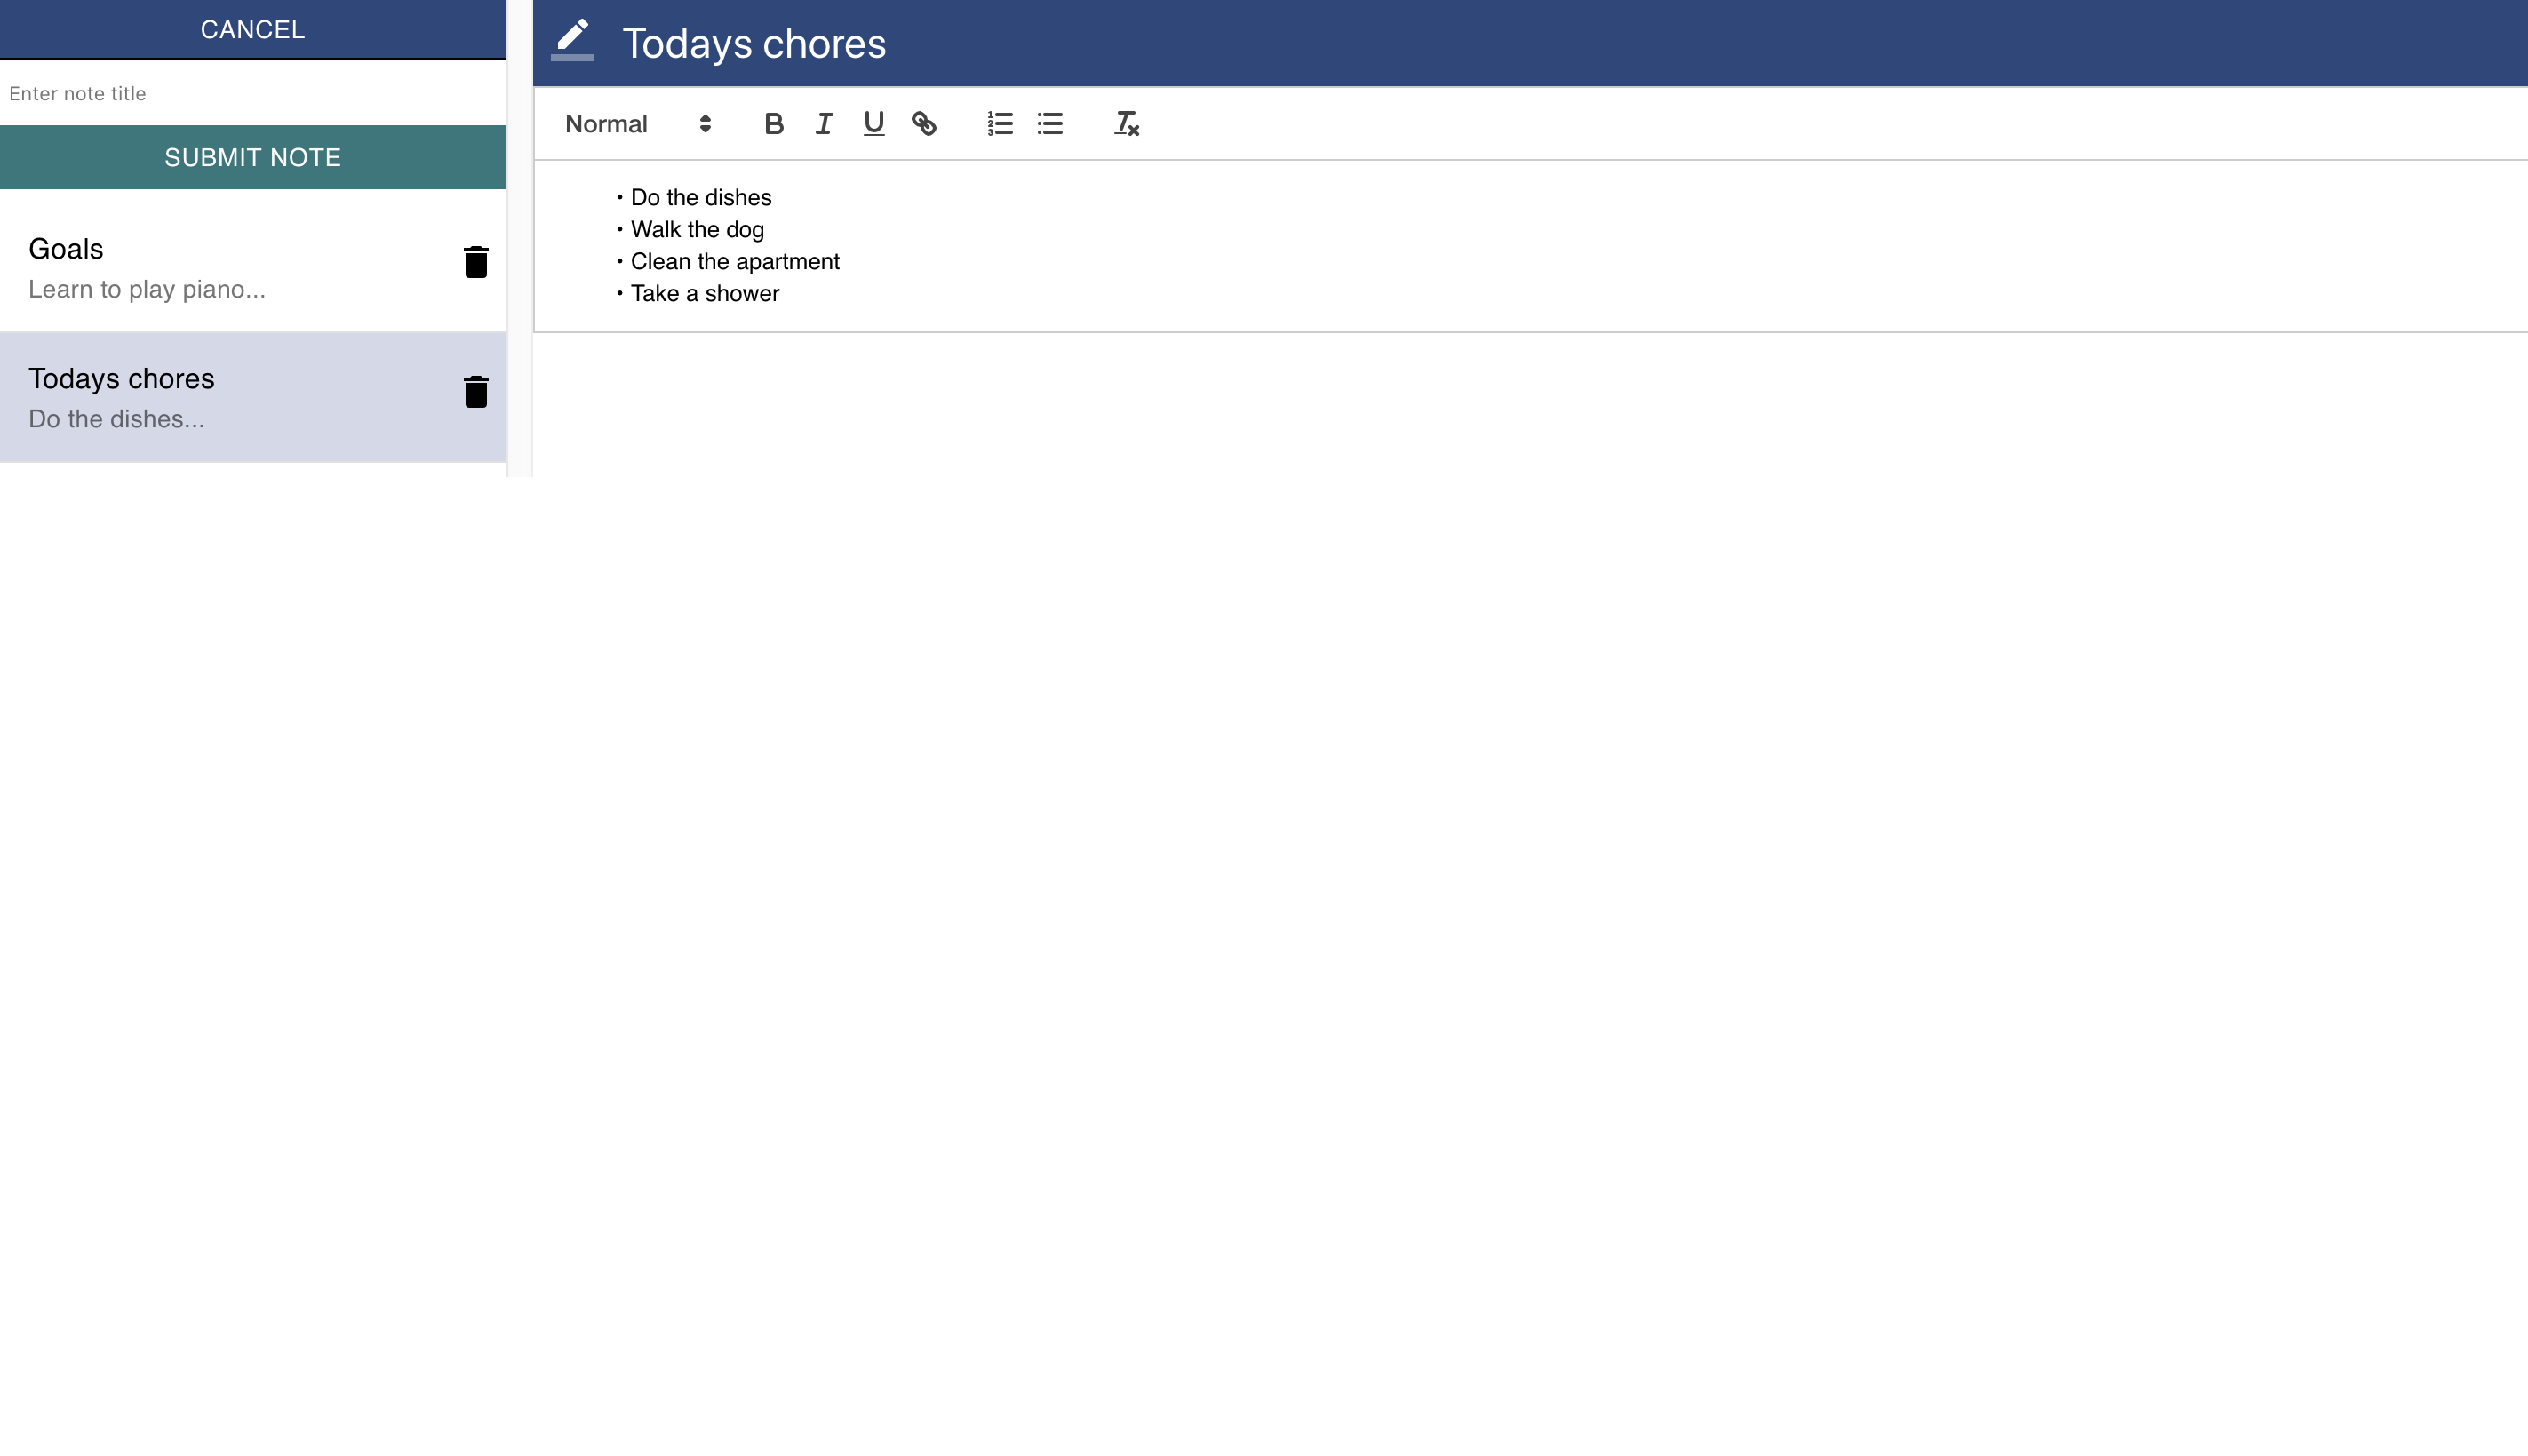 CANCEL
Enter note title
SUBMIT NOTE
Goals
Learn to play piano...
Todays chores
Do the dishes...
Todays chores
Normal
• Do the dishes
• Walk the dog
• Clean the apartment
• Take a shower